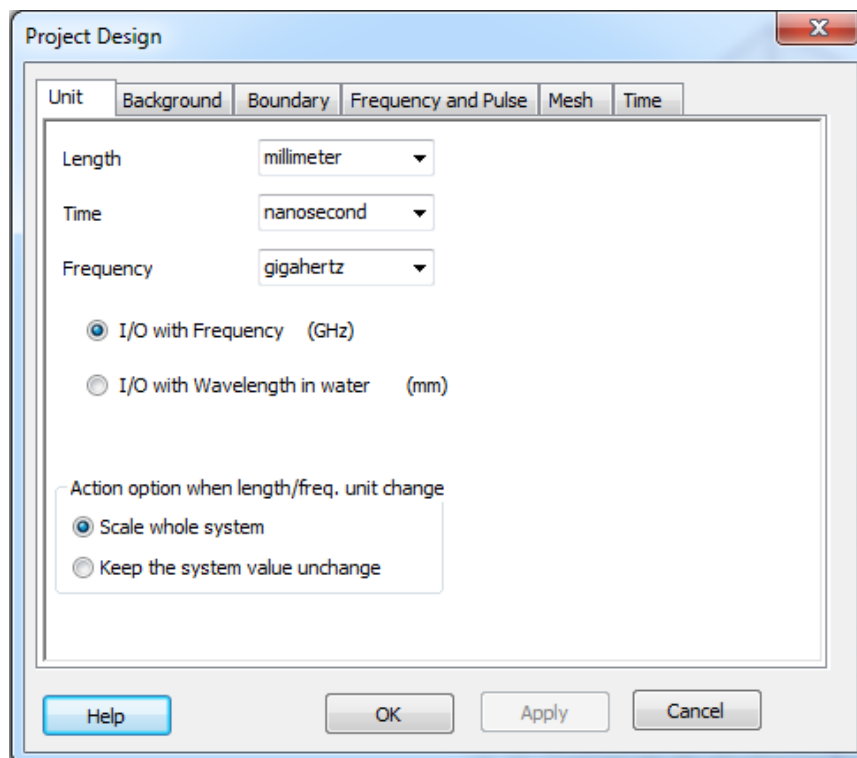 Project Design
Unit Background Boundary Frequency and Pulse Mesh Time
Length millimeter
Time nanosecond
Frequency gigahertz
I/O with Frequency (GHz)
I/O with Wavelength in water (mm)
Action option when length/freq. unit change
Scale whole system
Keep the system value unchange
Help OK Apply Cancel